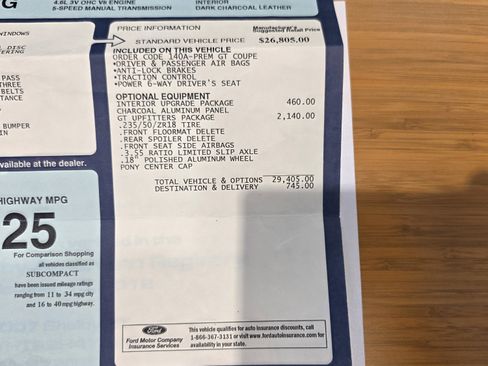 G
4.6L 3V OHC V8 ENGINE
5-SPEED MANUAL TRANSMISSION
INTERIOR
DARK CHARCOAL LEATHER
WINDOWS
DISC
PASS
THREE
BELTS
TANCE
BUMPER
IN
vailable at the dealer.
HIGHWAY MPG
25
For Comparison Shopping
all vehicles classified as
SUBCOMPACT
have been issued mileage ratings
ranging from 11 to 34 mpg city
and 16 to 40 mpg highway.
PRICE INFORMATION
Manufacturer's
Suggested Retail Price
STANDARD VEHICLE PRICE $26,805.00
INCLUDED ON THIS VEHICLE
ORDER CODE 140A-PREM GT COUPE
•DRIVER & PASSENGER AIR BAGS
•ANTI-LOCK BRAKES
•TRACTION CONTROL
•POWER 6-WAY DRIVER'S SEAT
OPTIONAL EQUIPMENT
INTERIOR UPGRADE PACKAGE 460.00
CHARCOAL ALUMINUM PANEL
GT UPFITTERS PACKAGE 2,140.00
.235/50/ZR18 TIRE
.FRONT FLOORMAT DELETE
.REAR SPOILER DELETE
.FRONT SEAT SIDE AIRBAGS
.3.55 RATIO LIMITED SLIP AXLE
.18" POLISHED ALUMINUM WHEEL
PONY CENTER CAP
TOTAL VEHICLE & OPTIONS 29,405.00
DESTINATION & DELIVERY 745.00
Ford
Ford Motor Company
Insurance Services
This vehicle qualifies for auto insurance discounts, call
1-866-367-3131 or visit www.fordautoinsurance.com for
availability in your state.